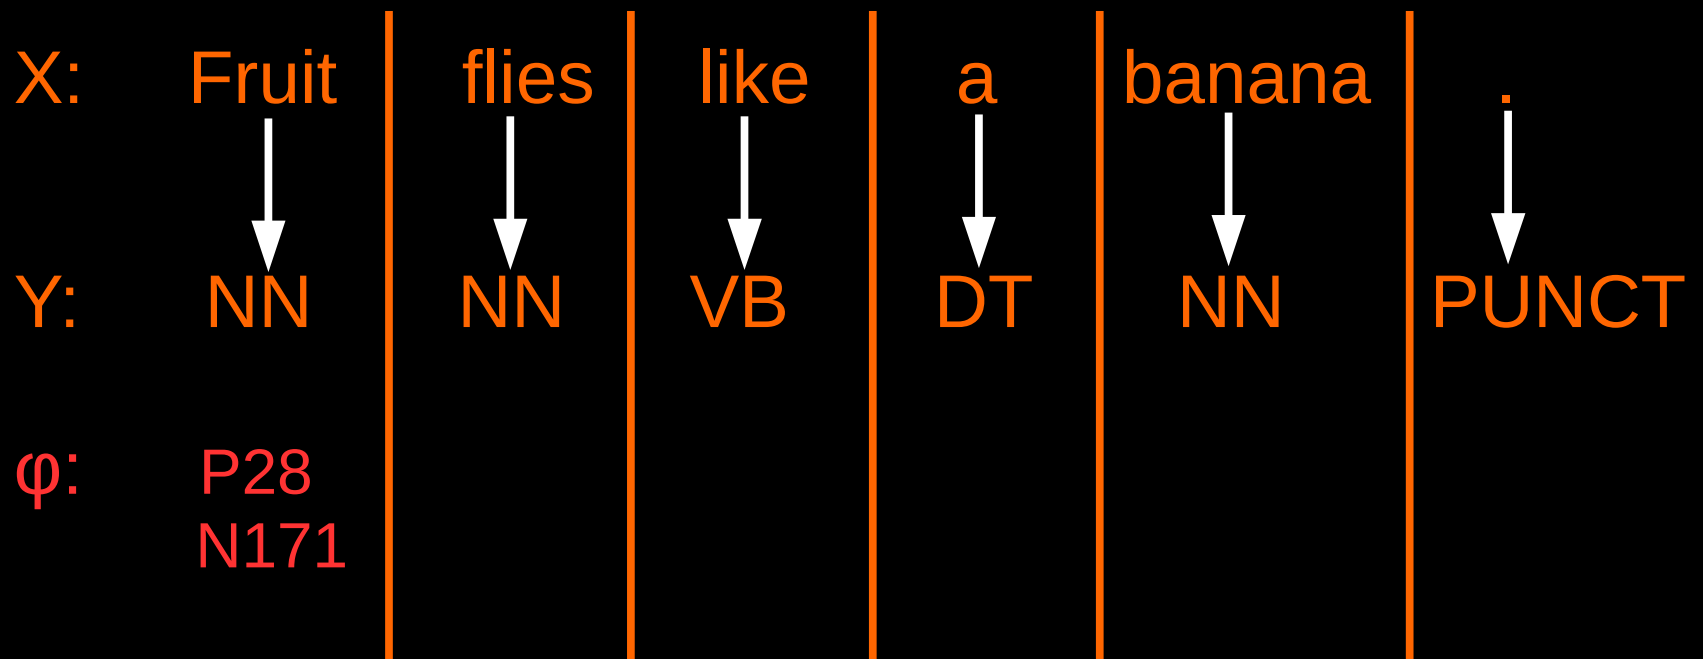 X: Fruit flies like a banana .
Y: NN NN VB DT NN PUNCT
φ: P28
N171